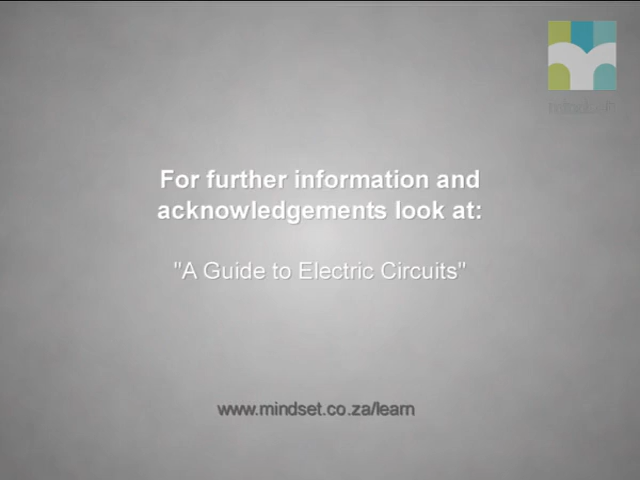 For further information and
acknowledgements look at:
"A Guide to Electric Circuits"
www.mindset.co.za/learn